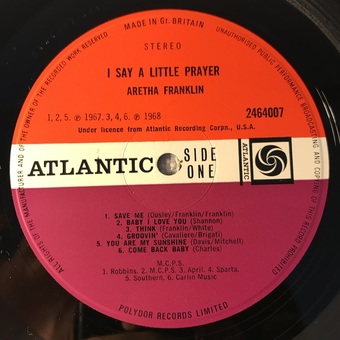 MADE IN GT. BRITAIN
STEREO
I SAY A LITTLE PRAYER
ARETHA FRANKLIN
1, 2, 5. ℗ 1967. 3, 4, 6. ℗ 1968
2464007
Under licence from Atlantic Recording Corpn., U.S.A.
ATLANTIC
SIDE
ONE
ATLANTIC
1. SAVE ME (Ousley/Franklin/Franklin)
2. BABY I LOVE YOU (Shannon)
3. THINK (Franklin/White)
4. GROOVIN' (Cavaliere/Brigati)
5. YOU ARE MY SUNSHINE (Davis/Mitchell)
6. COME BACK BABY (Charles)
M.C.P.S.
1. Robbins. 2. M.C.P.S. 3. April. 4. Sparta.
5. Southern. 6. Carlin Music
POLYDOR RECORDS LIMITED
ALL RIGHTS OF THE MANUFACTURER AND OF THE OWNER OF THE RECORDED WORK RESERVED
UNAUTHORISED PUBLIC PERFORMANCE BROADCASTING AND COPYING OF THIS RECORD PROHIBITED